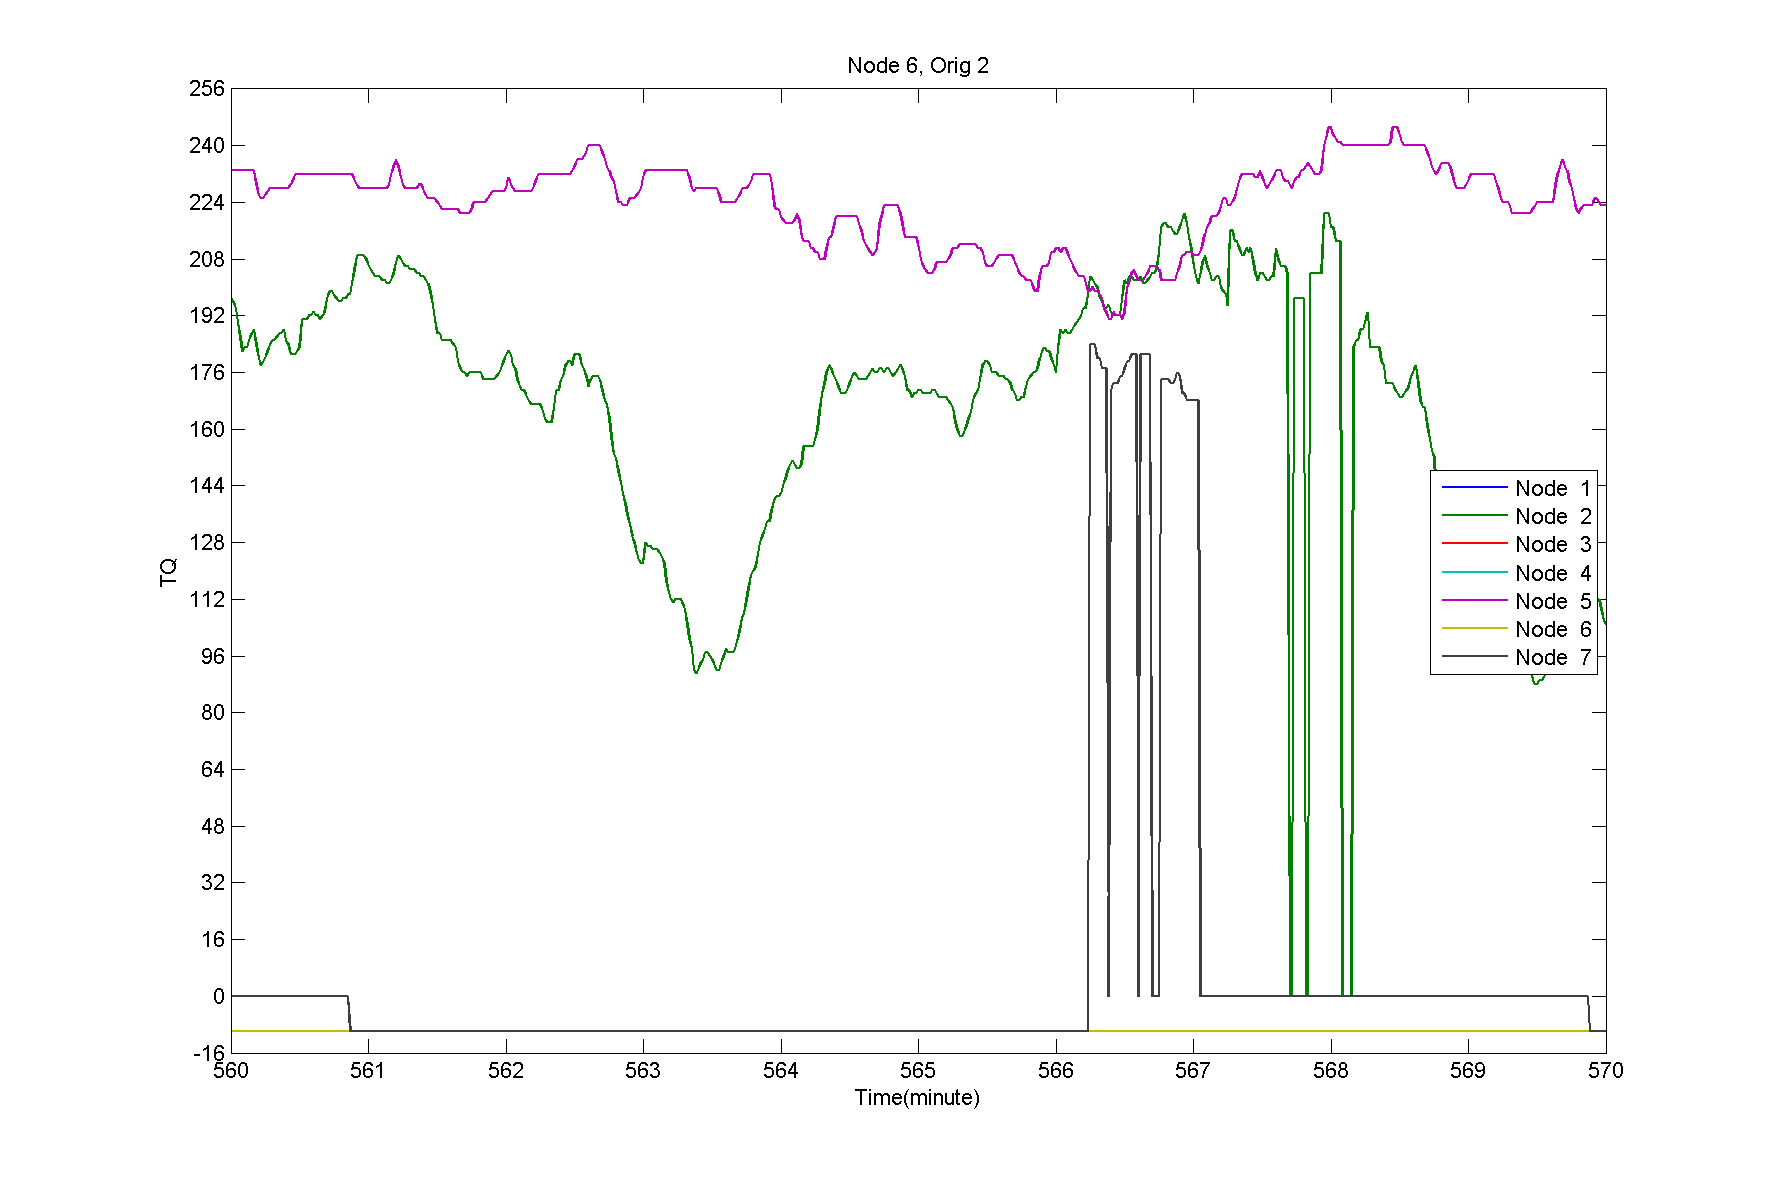 Node 6, Orig 2
256
240
224
208
192
176
160
144
128
112
96
80
64
48
32
16
0
-16
TQ
560 561 562 563 564 565 566 567 568 569 570
Time(minute)
Node 1
Node 2
Node 3
Node 4
Node 5
Node 6
Node 7